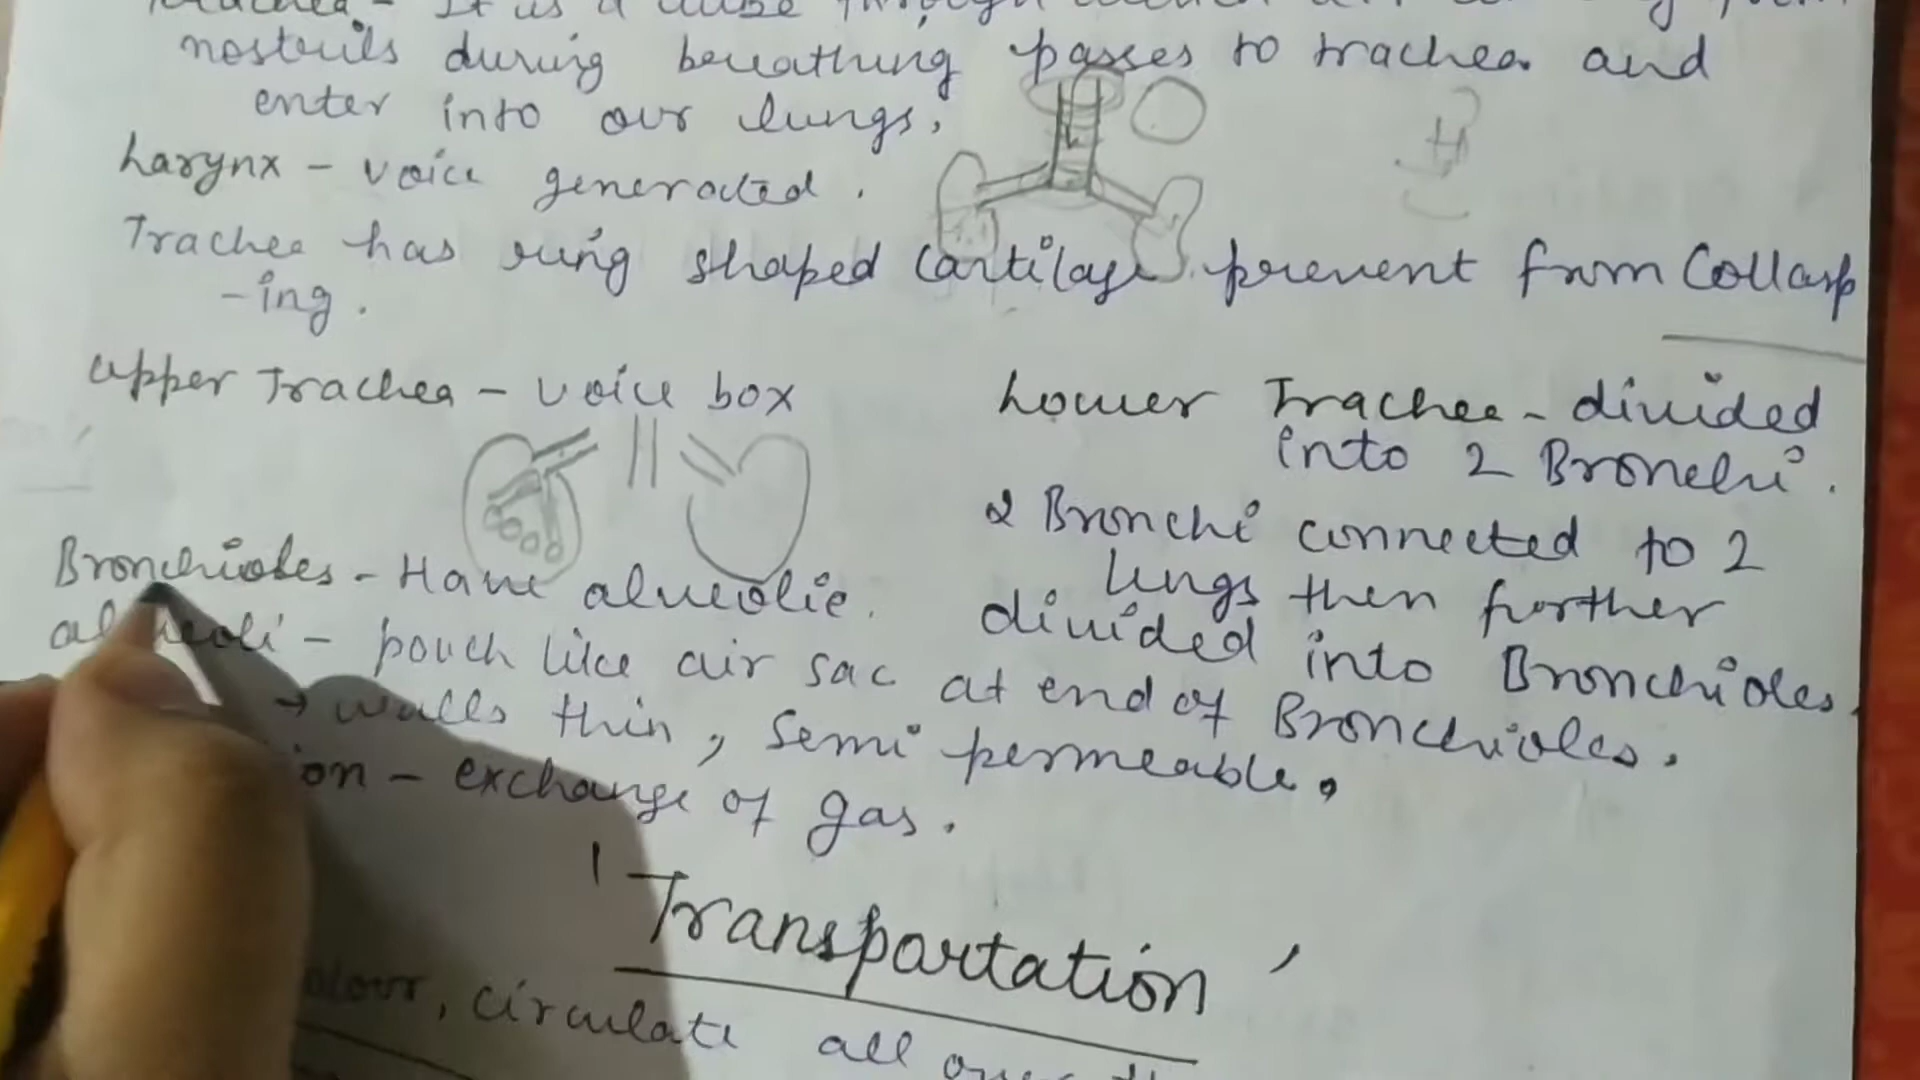 nostrils during breathing passes to trachea and
enter into our lungs.
Larynx - voice generated.
Trachea has ring shaped cartilage prevent from Collasp
-ing.
Upper Trachea - Voice box
Lower Trachea - divided
into 2 Bronchi.
2 Bronchi connected to 2
lungs then further
divided into Bronchioles.
Bronchioles - Have alveolie.
alveoli - pouch like air sac at end of Bronchioles.
→ walls thin, semi permeable.
- exchange of gas.
'Transportation'
, circulate all